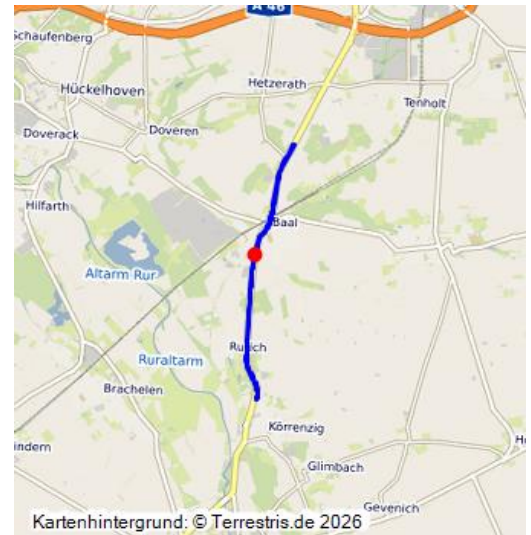 A 46
Schaufenberg
Hetzerath
Hückelhoven
Tenholt
Doverack
Doveren
Hilfarth
Baal
Altarm Rur
Rurich
Ruraltarm
Brachelen
Körrenzig
indern
Glimbach
Gevenich
Kartenhintergrund: © Terrestris.de 2026